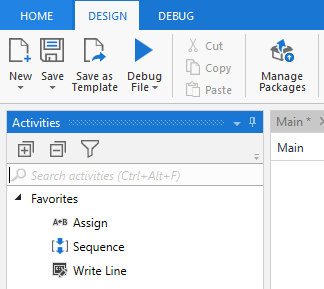 HOME DESIGN DEBUG
New Save Save as Template Debug File Cut Copy Paste Manage Packages
Activities
Main *
Search activities (Ctrl+Alt+F)
Main
Favorites
A*B Assign
Sequence
Write Line